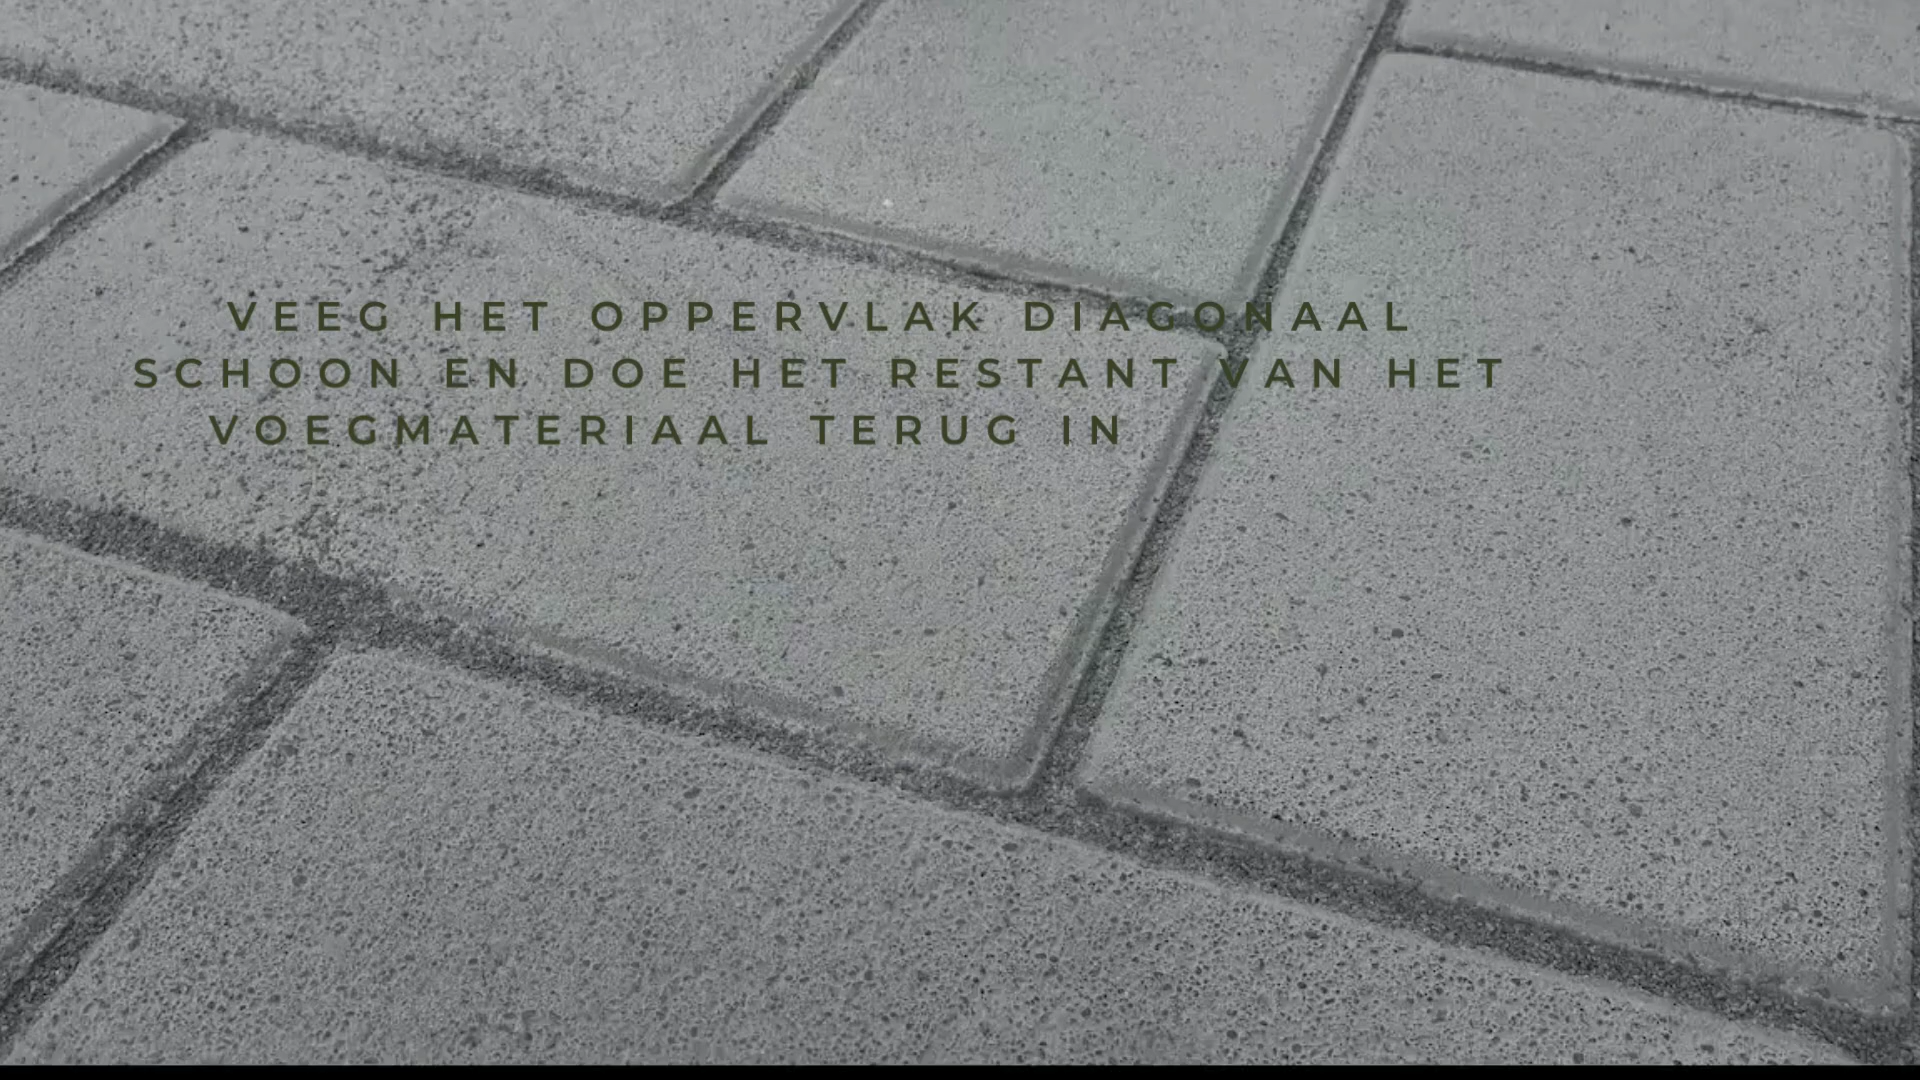 VEEG HET OPPERVLAK DIAGONAAL
SCHOON EN DOE HET RESTANT VAN HET
VOEGMATERIAAL TERUG IN